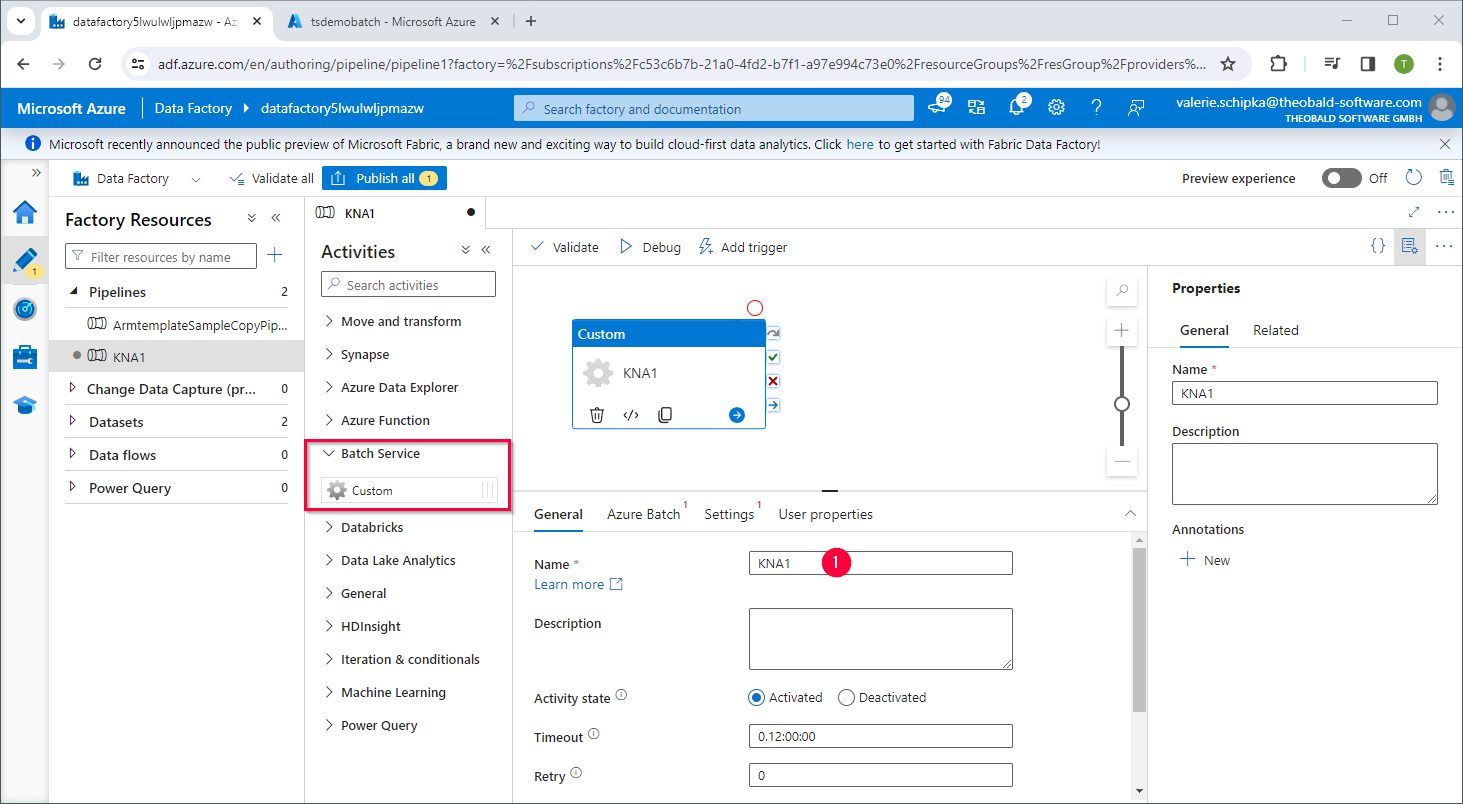 datafactory5lwulwljpmazw - Az
tsdemobatch - Microsoft Azure
adf.azure.com/en/authoring/pipeline/pipeline1?factory=%2Fsubscriptions%2Fc53c6b7b-21a0-4fd2-b7f1-a97e994c73e0%2FresourceGroups%2FresGroup%2Fproviders%...
T
Microsoft Azure
Data Factory
datafactory5lwulwljpmazw
Search factory and documentation
94
2
?
valerie.schipka@theobald-software.com
THEOBALD SOFTWARE GMBH
Microsoft recently announced the public preview of Microsoft Fabric, a brand new and exciting way to build cloud-first data analytics. Click here to get started with Fabric Data Factory!
Data Factory
Validate all
Publish all 1
Preview experience
Off
Factory Resources
Filter resources by name
1
Pipelines 2
ArmtemplateSampleCopyPip...
KNA1
Change Data Capture (pr... 0
Datasets 2
Data flows 0
Power Query 0
KNA1
Activities
Search activities
Move and transform
Synapse
Azure Data Explorer
Azure Function
Batch Service
Custom
Databricks
Data Lake Analytics
General
HDInsight
Iteration & conditionals
Machine Learning
Power Query
Validate
Debug
Add trigger
{}
Custom
KNA1
General
Azure Batch 1
Settings 1
User properties
Name *
KNA1
1
Learn more
Description
Activity state
Activated
Deactivated
Timeout
0.12:00:00
Retry
0
Properties
General
Related
Name *
KNA1
Description
Annotations
New